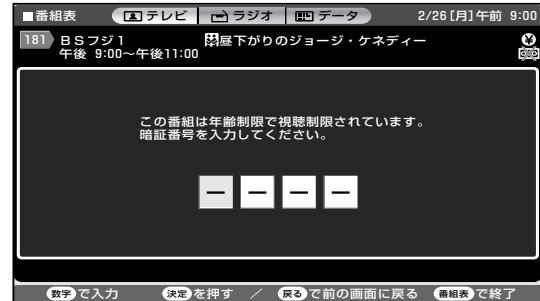 ■番組表 テレビ ラジオ データ 2/26[月]午前 9:00
181 BSフジ1 昼下がりのジョージ・ケネディー ¥
午後 9:00〜午後11:00
この番組は年齢制限で視聴制限されています。
暗証番号を入力してください。
ー ー ー ー
数字で入力 決定を押す ／ 戻るで前の画面に戻る 番組表で終了